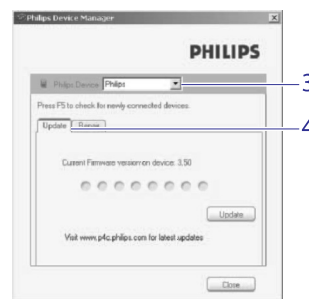 Philips Device Manager
PHILIPS
Philips Device Philips
3
Press F5 to check for newly connected devices.
Update Repair
4
Current Firmware version on device: 3.50
Update
Visit www.p4c.philips.com for latest updates
Close